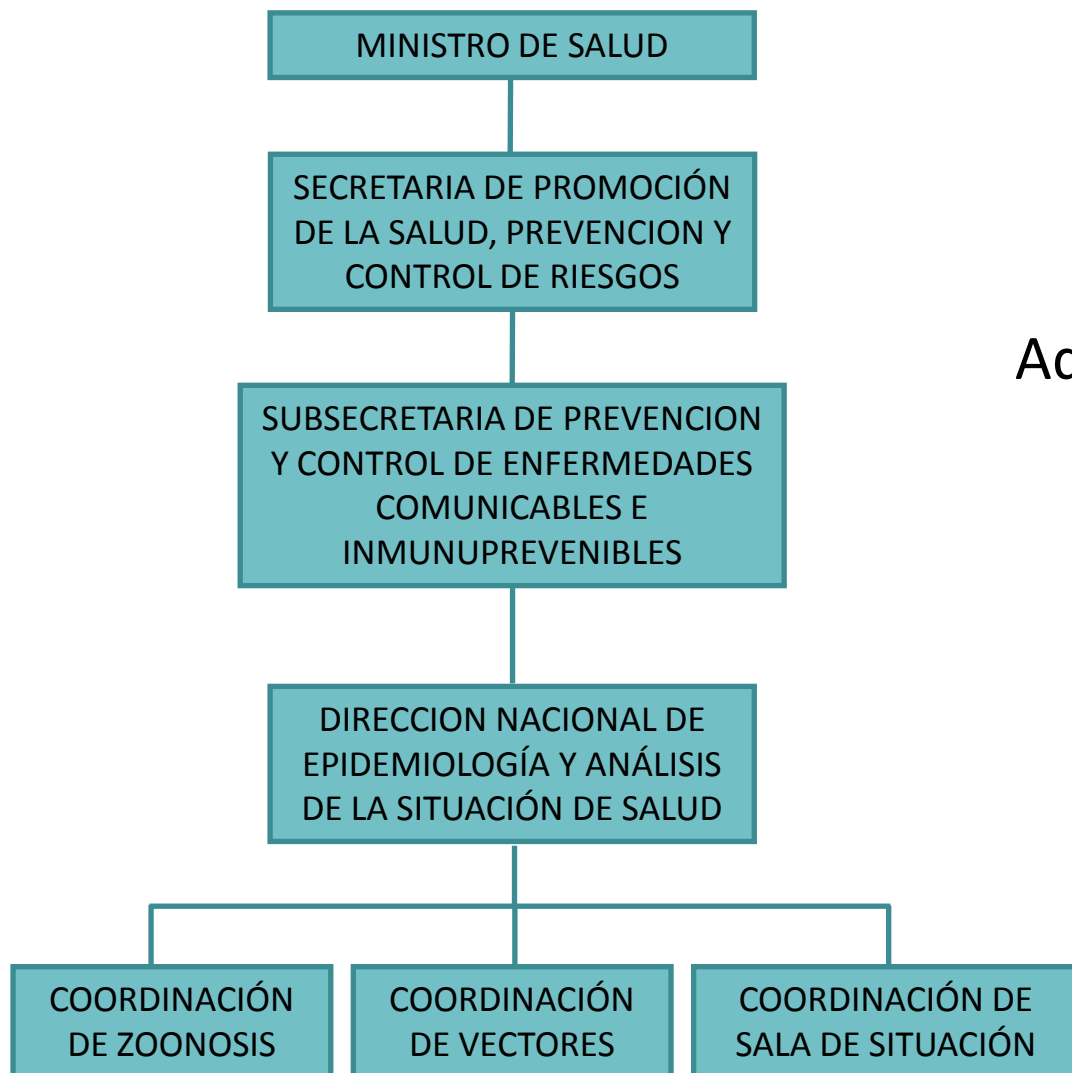 MINISTRO DE SALUD
SECRETARIA DE PROMOCIÓN
DE LA SALUD, PREVENCION Y
CONTROL DE RIESGOS
SUBSECRETARIA DE PREVENCION
Y CONTROL DE ENFERMEDADES
COMUNICABLES E
INMUNUPREVENIBLES
DIRECCION NACIONAL DE
EPIDEMIOLOGÍA Y ANÁLISIS
DE LA SITUACIÓN DE SALUD
COORDINACIÓN
DE ZOONOSIS
COORDINACIÓN
DE VECTORES
COORDINACIÓN DE
SALA DE SITUACIÓN